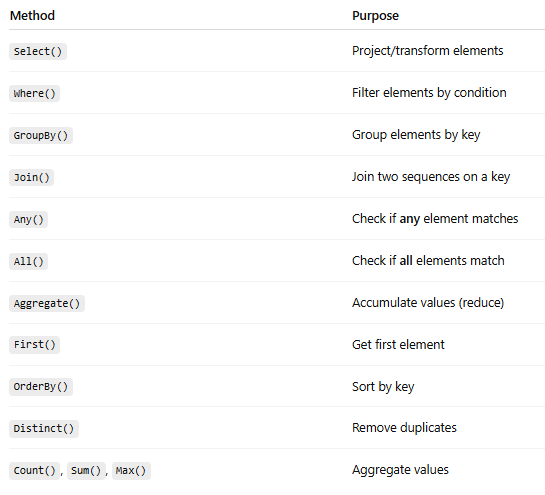 Method Purpose
Select() Project/transform elements
Where() Filter elements by condition
GroupBy() Group elements by key
Join() Join two sequences on a key
Any() Check if any element matches
All() Check if all elements match
Aggregate() Accumulate values (reduce)
First() Get first element
OrderBy() Sort by key
Distinct() Remove duplicates
Count(), Sum(), Max() Aggregate values